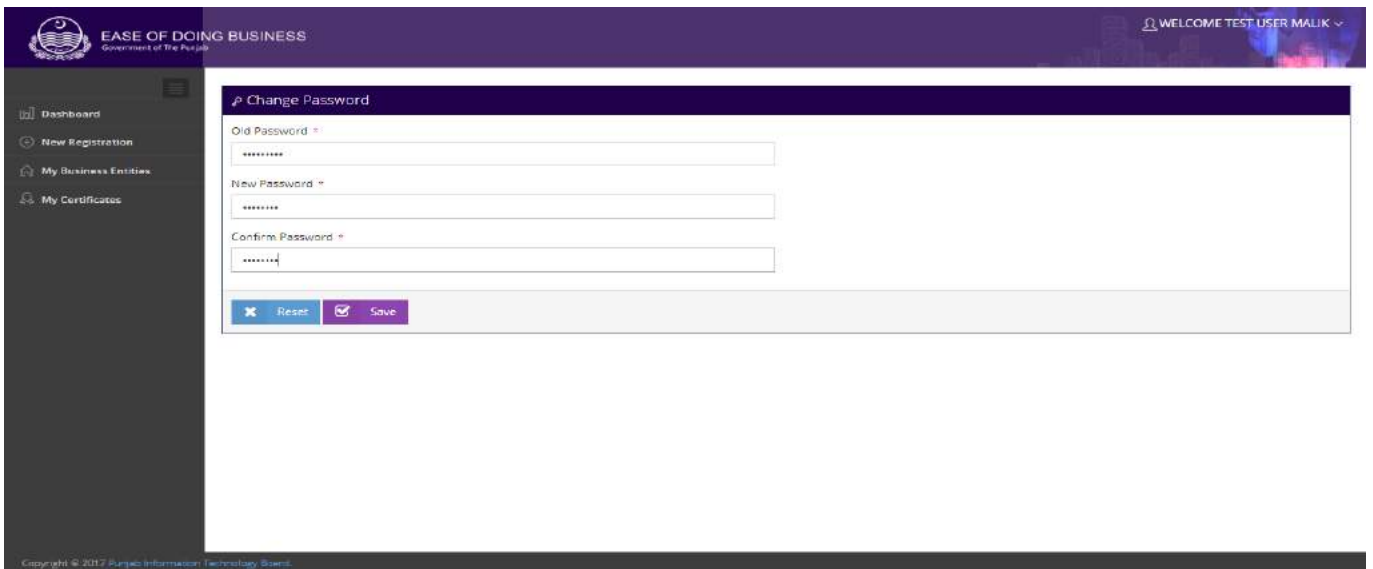 EASE OF DOING BUSINESS
Government of The Punjab
WELCOME TEST USER MALIK
Dashboard
New Registration
My Business Entities
My Certificates
Change Password
Old Password *
•••••••••
New Password *
••••••••
Confirm Password *
••••••••
Reset
Save
Copyright © 2017 Punjab Information Technology Board.